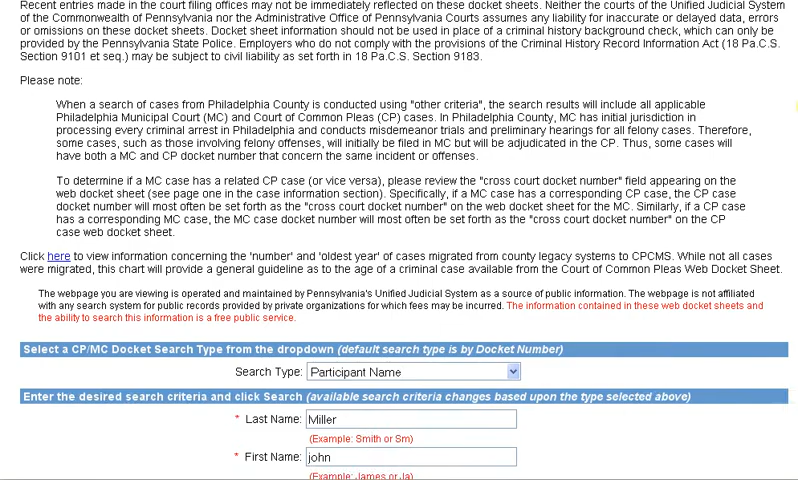 Recent entries made in the court filing offices may not be immediately reflected on these docket sheets. Neither the courts of the Unified Judicial System
of the Commonwealth of Pennsylvania nor the Administrative Office of Pennsylvania Courts assumes any liability for inaccurate or delayed data, errors
or omissions on these docket sheets. Docket sheet information should not be used in place of a criminal history background check, which can only be
provided by the Pennsylvania State Police. Employers who do not comply with the provisions of the Criminal History Record Information Act (18 Pa.C.S.
Section 9101 et seq.) may be subject to civil liability as set forth in 18 Pa.C.S. Section 9183.
Please note:
When a search of cases from Philadelphia County is conducted using "other criteria", the search results will include all applicable
Philadelphia Municipal Court (MC) and Court of Common Pleas (CP) cases. In Philadelphia County, MC has initial jurisdiction in
processing every criminal arrest in Philadelphia and conducts misdemeanor trials and preliminary hearings for all felony cases. Therefore,
some cases, such as those involving felony offenses, will initially be filed in MC but will be adjudicated in the CP. Thus, some cases will
have both a MC and CP docket number that concern the same incident or offenses.
To determine if a MC case has a related CP case (or vice versa), please review the "cross court docket number" field appearing on the
web docket sheet (see page one in the case information section). Specifically, if a MC case has a corresponding CP case, the CP case
docket number will most often be set forth as the "cross court docket number" on the web docket sheet for the MC. Similarly, if a CP case
has a corresponding MC case, the MC case docket number will most often be set forth as the "cross court docket number" on the CP
case web docket sheet.
Click here to view information concerning the 'number' and 'oldest year' of cases migrated from county legacy systems to CPCMS. While not all cases
were migrated, this chart will provide a general guideline as to the age of a criminal case available from the Court of Common Pleas Web Docket Sheet.
The webpage you are viewing is operated and maintained by Pennsylvania's Unified Judicial System as a source of public information. The webpage is not affiliated
with any search system for public records provided by private organizations for which fees may be incurred. The information contained in these web docket sheets and
the ability to search this information is a free public service.
Select a CP/MC Docket Search Type from the dropdown (default search type is by Docket Number)
Search Type: Participant Name
Enter the desired search criteria and click Search (available search criteria changes based upon the type selected above)
* Last Name: Miller
(Example: Smith or Sm)
* First Name: john
(Example: James or Ja)